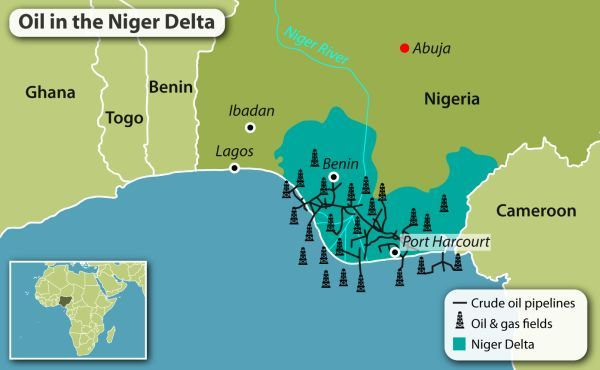 Oil in the Niger Delta
Niger River
Abuja
Ghana
Benin
Togo
Ibadan
Nigeria
Lagos
Benin
Cameroon
Port Harcourt
Crude oil pipelines
Oil & gas fields
Niger Delta